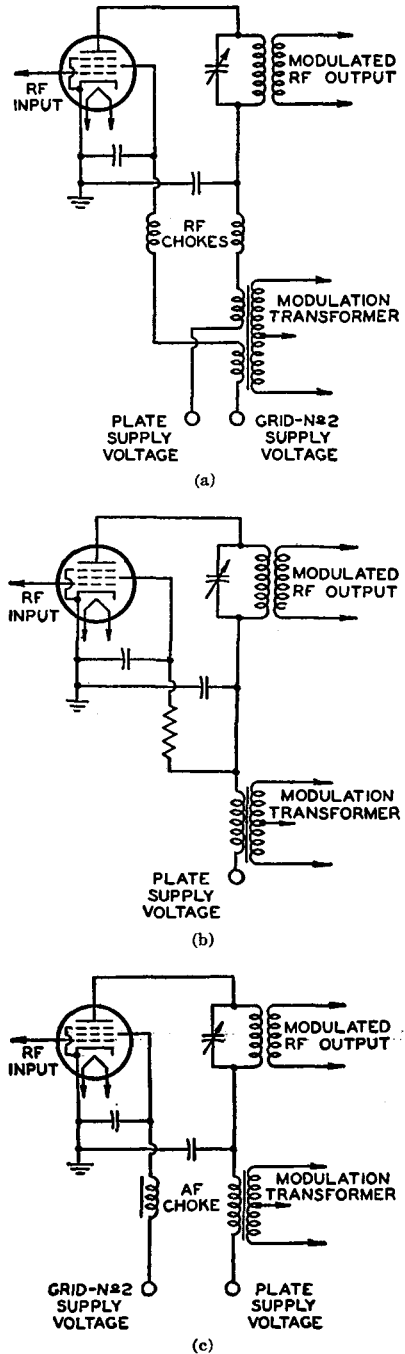 MODULATED
RF OUTPUT
RF
INPUT
RF
CHOKES
MODULATION
TRANSFORMER
PLATE
SUPPLY
VOLTAGE
GRID-No2
SUPPLY
VOLTAGE
(a)
MODULATED
RF OUTPUT
RF
INPUT
MODULATION
TRANSFORMER
PLATE
SUPPLY
VOLTAGE
(b)
MODULATED
RF OUTPUT
RF
INPUT
AF
CHOKE
MODULATION
TRANSFORMER
GRID-No2
SUPPLY
VOLTAGE
PLATE
SUPPLY
VOLTAGE
(c)